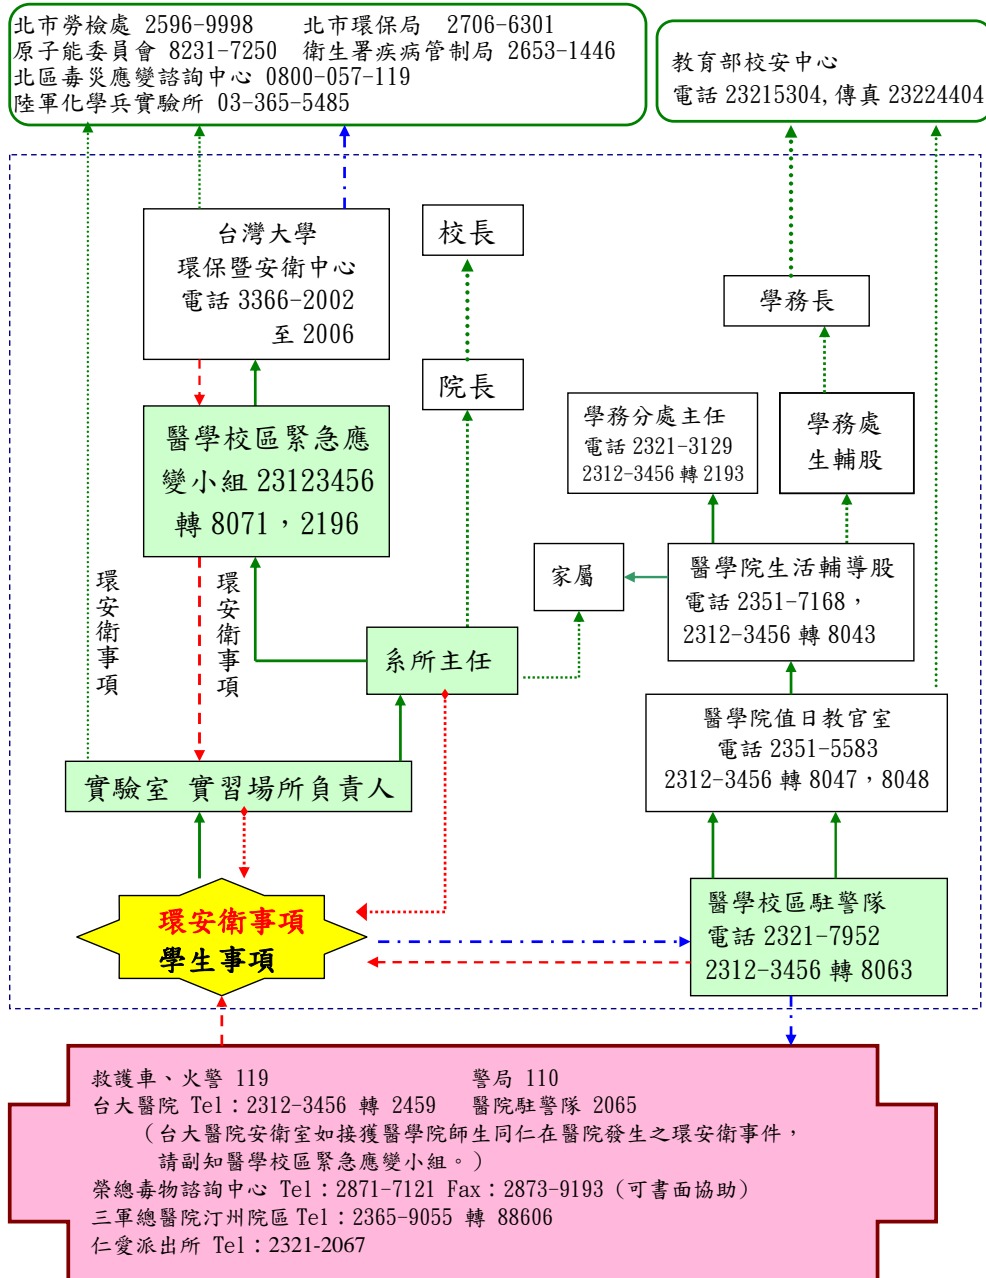 北市勞檢處 2596-9998 北市環保局 2706-6301
原子能委員會 8231-7250 衛生署疾病管制局 2653-1446
北區毒災應變諮詢中心 0800-057-119
陸軍化學兵實驗所 03-365-5485
教育部校安中心
電話 23215304,傳真 23224404
台灣大學
環保暨安衛中心
電話 3366-2002
至 2006
校長
學務長
院長
醫學校區緊急應
變小組 23123456
轉 8071，2196
學務分處主任
電話 2321-3129
2312-3456 轉 2193
學務處
生輔股
家屬
醫學院生活輔導股
電話 2351-7168，
2312-3456 轉 8043
環安衛事項
環安衛事項
系所主任
醫學院值日教官室
電話 2351-5583
2312-3456 轉 8047，8048
實驗室 實習場所負責人
環安衛事項
學生事項
醫學校區駐警隊
電話 2321-7952
2312-3456 轉 8063
救護車、火警 119 警局 110
台大醫院 Tel：2312-3456 轉 2459 醫院駐警隊 2065
（台大醫院安衛室如接獲醫學院師生同仁在醫院發生之環安衛事件，
請副知醫學校區緊急應變小組。）
榮總毒物諮詢中心 Tel：2871-7121 Fax：2873-9193（可書面協助）
三軍總醫院汀州院區 Tel：2365-9055 轉 88606
仁愛派出所 Tel：2321-2067